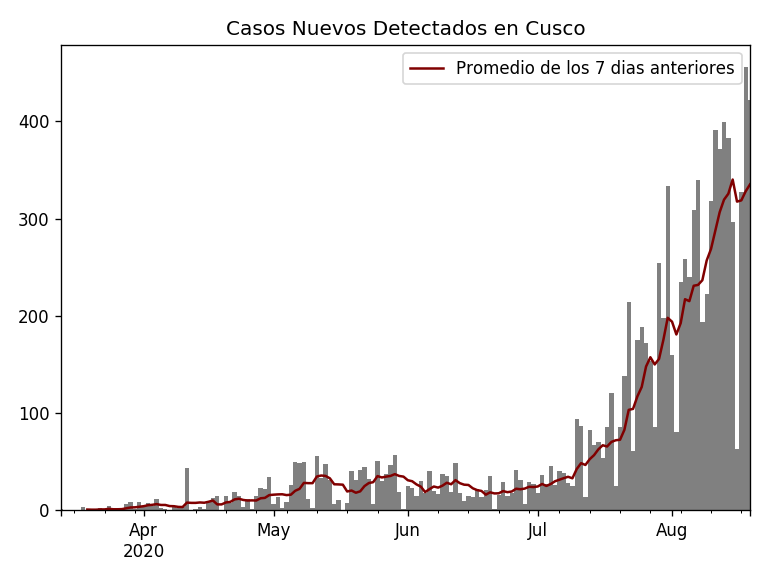 Casos Nuevos Detectados en Cusco
Promedio de los 7 dias anteriores
400
300
200
100
0
Apr
May
Jun
Jul
Aug
2020